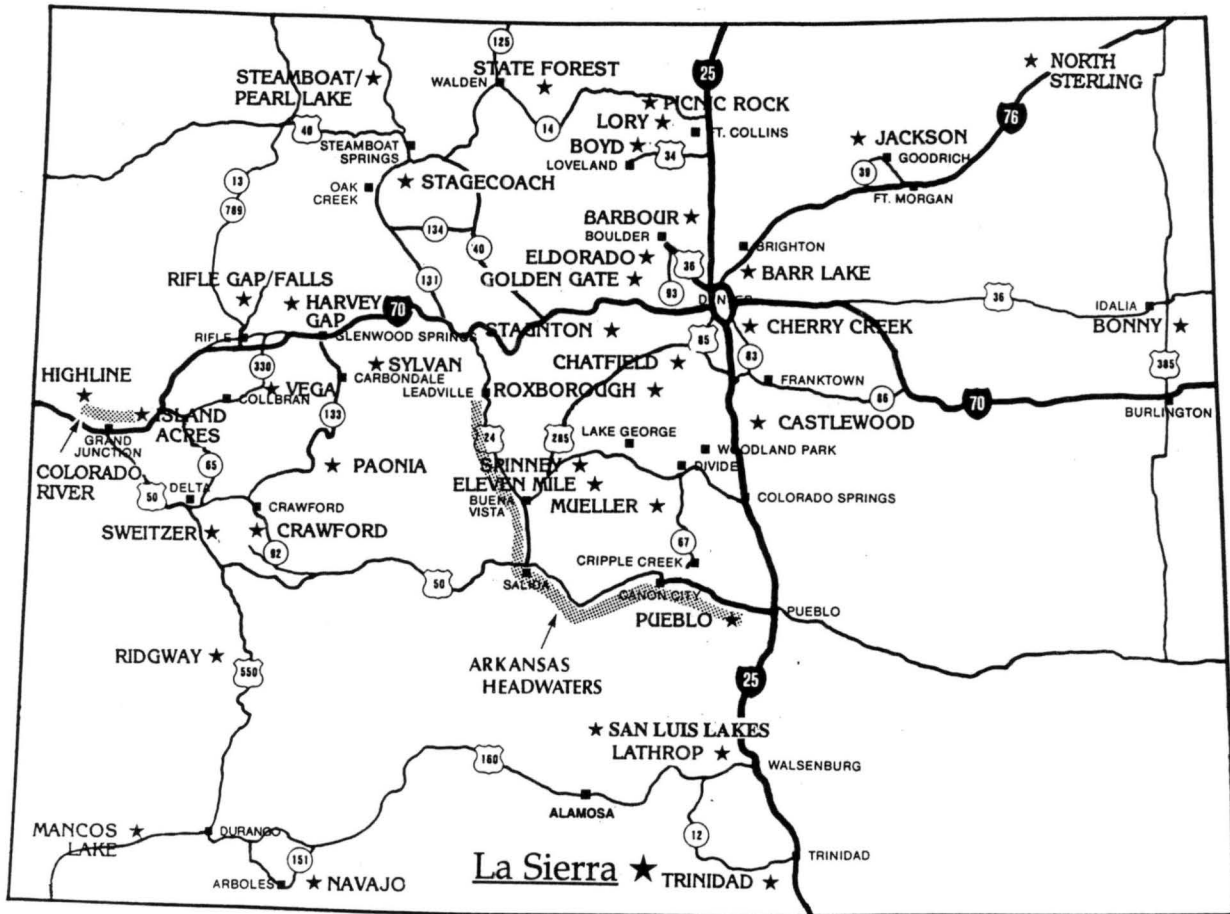 125
25
NORTH
STERLING
STEAMBOAT/
PEARL LAKE
STATE FOREST
WALDEN
PICNIC ROCK
76
40
14
LORY
FT. COLLINS
JACKSON
STEAMBOAT
SPRINGS
BOYD
LOVELAND
34
GOODRICH
13
OAK
CREEK
STAGECOACH
39
FT. MORGAN
789
BARBOUR
134
BOULDER
BRIGHTON
40
ELDORADO
36
BARR LAKE
RIFLE GAP/FALLS
131
GOLDEN GATE
93
HARVEY
GAP
70
36
IDALIA
BONNY
RIFLE
GLENWOOD SPRINGS
STAUNTON
85
CHERRY CREEK
330
SYLVAN
CHATFIELD
83
385
HIGHLINE
CARBONDALE
FRANKTOWN
VEGA
LEADVILLE
ROXBOROUGH
86
70
COLLBRAN
BURLINGTON
ISLAND
ACRES
133
CASTLEWOOD
GRAND
JUNCTION
24
285
LAKE GEORGE
WOODLAND PARK
COLORADO
RIVER
65
PAONIA
SPINNEY
DIVIDE
50
DELTA
ELEVEN MILE
CRAWFORD
BUENA
VISTA
MUELLER
COLORADO SPRINGS
SWEITZER
CRAWFORD
92
67
CRIPPLE CREEK
50
SALIDA
CANON CITY
PUEBLO
PUEBLO
RIDGWAY
550
ARKANSAS
HEADWATERS
25
SAN LUIS LAKES
LATHROP
160
WALSENBURG
ALAMOSA
MANCOS
LAKE
DURANGO
12
151
La Sierra
TRINIDAD
ARBOLES
NAVAJO
TRINIDAD